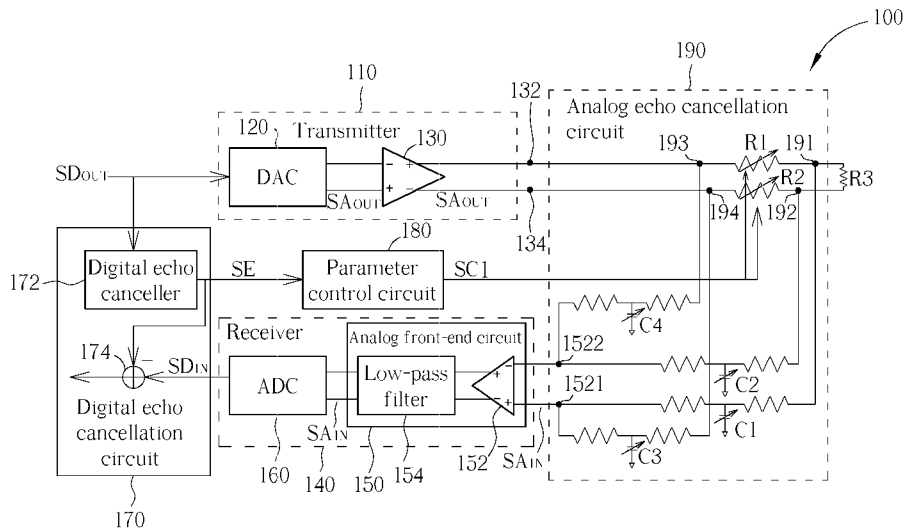 100
190
110
132
Analog echo cancellation
circuit
120
Transmitter
130
193
R1
191
SDOUT
DAC
R3
R2
SAOUT
SAOUT
194
192
134
180
172
Digital echo
canceller
SE
Parameter
control circuit
SC1
C4
Receiver
Analog front-end circuit
1522
174
SDIN
ADC
Low-pass
filter
C2
1521
Digital echo
cancellation
circuit
SAIN
C1
152
SAIN
C3
160
140
150
154
170